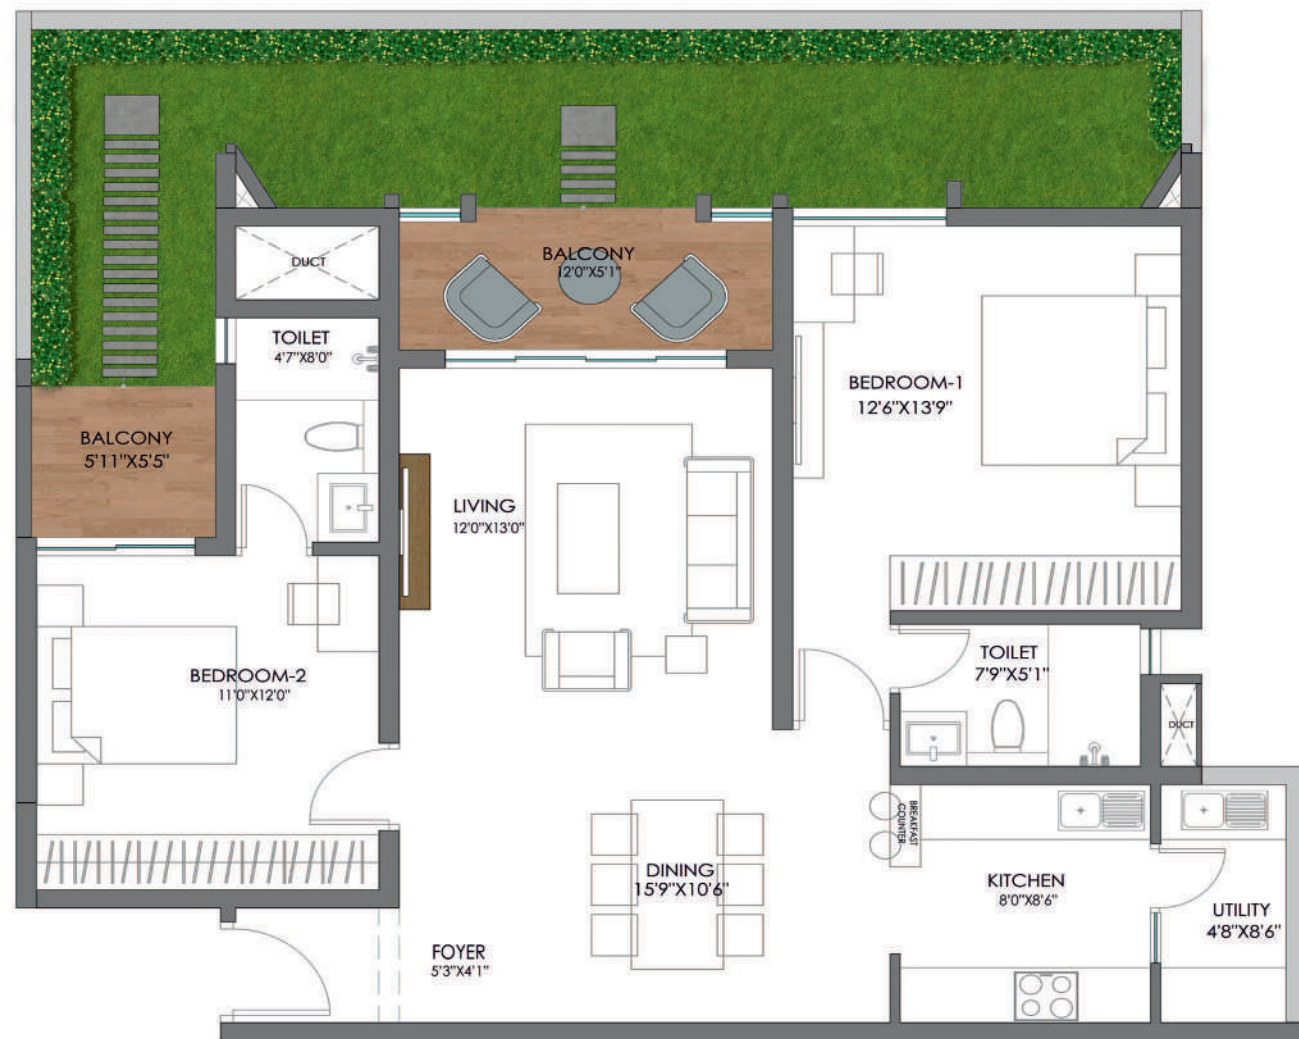 DUCT
BALCONY
12'0"X5'1"
TOILET
4'7"X8'0"
BEDROOM-1
12'6"X13'9"
BALCONY
5'11"X5'5"
LIVING
12'0"X13'0"
BEDROOM-2
11'0"X12'0"
TOILET
7'9"X5'1"
DUCT
BREAKFAST
COUNTER
DINING
15'9"X10'6"
KITCHEN
8'0"X8'6"
UTILITY
4'8"X8'6"
FOYER
5'3"X4'1"